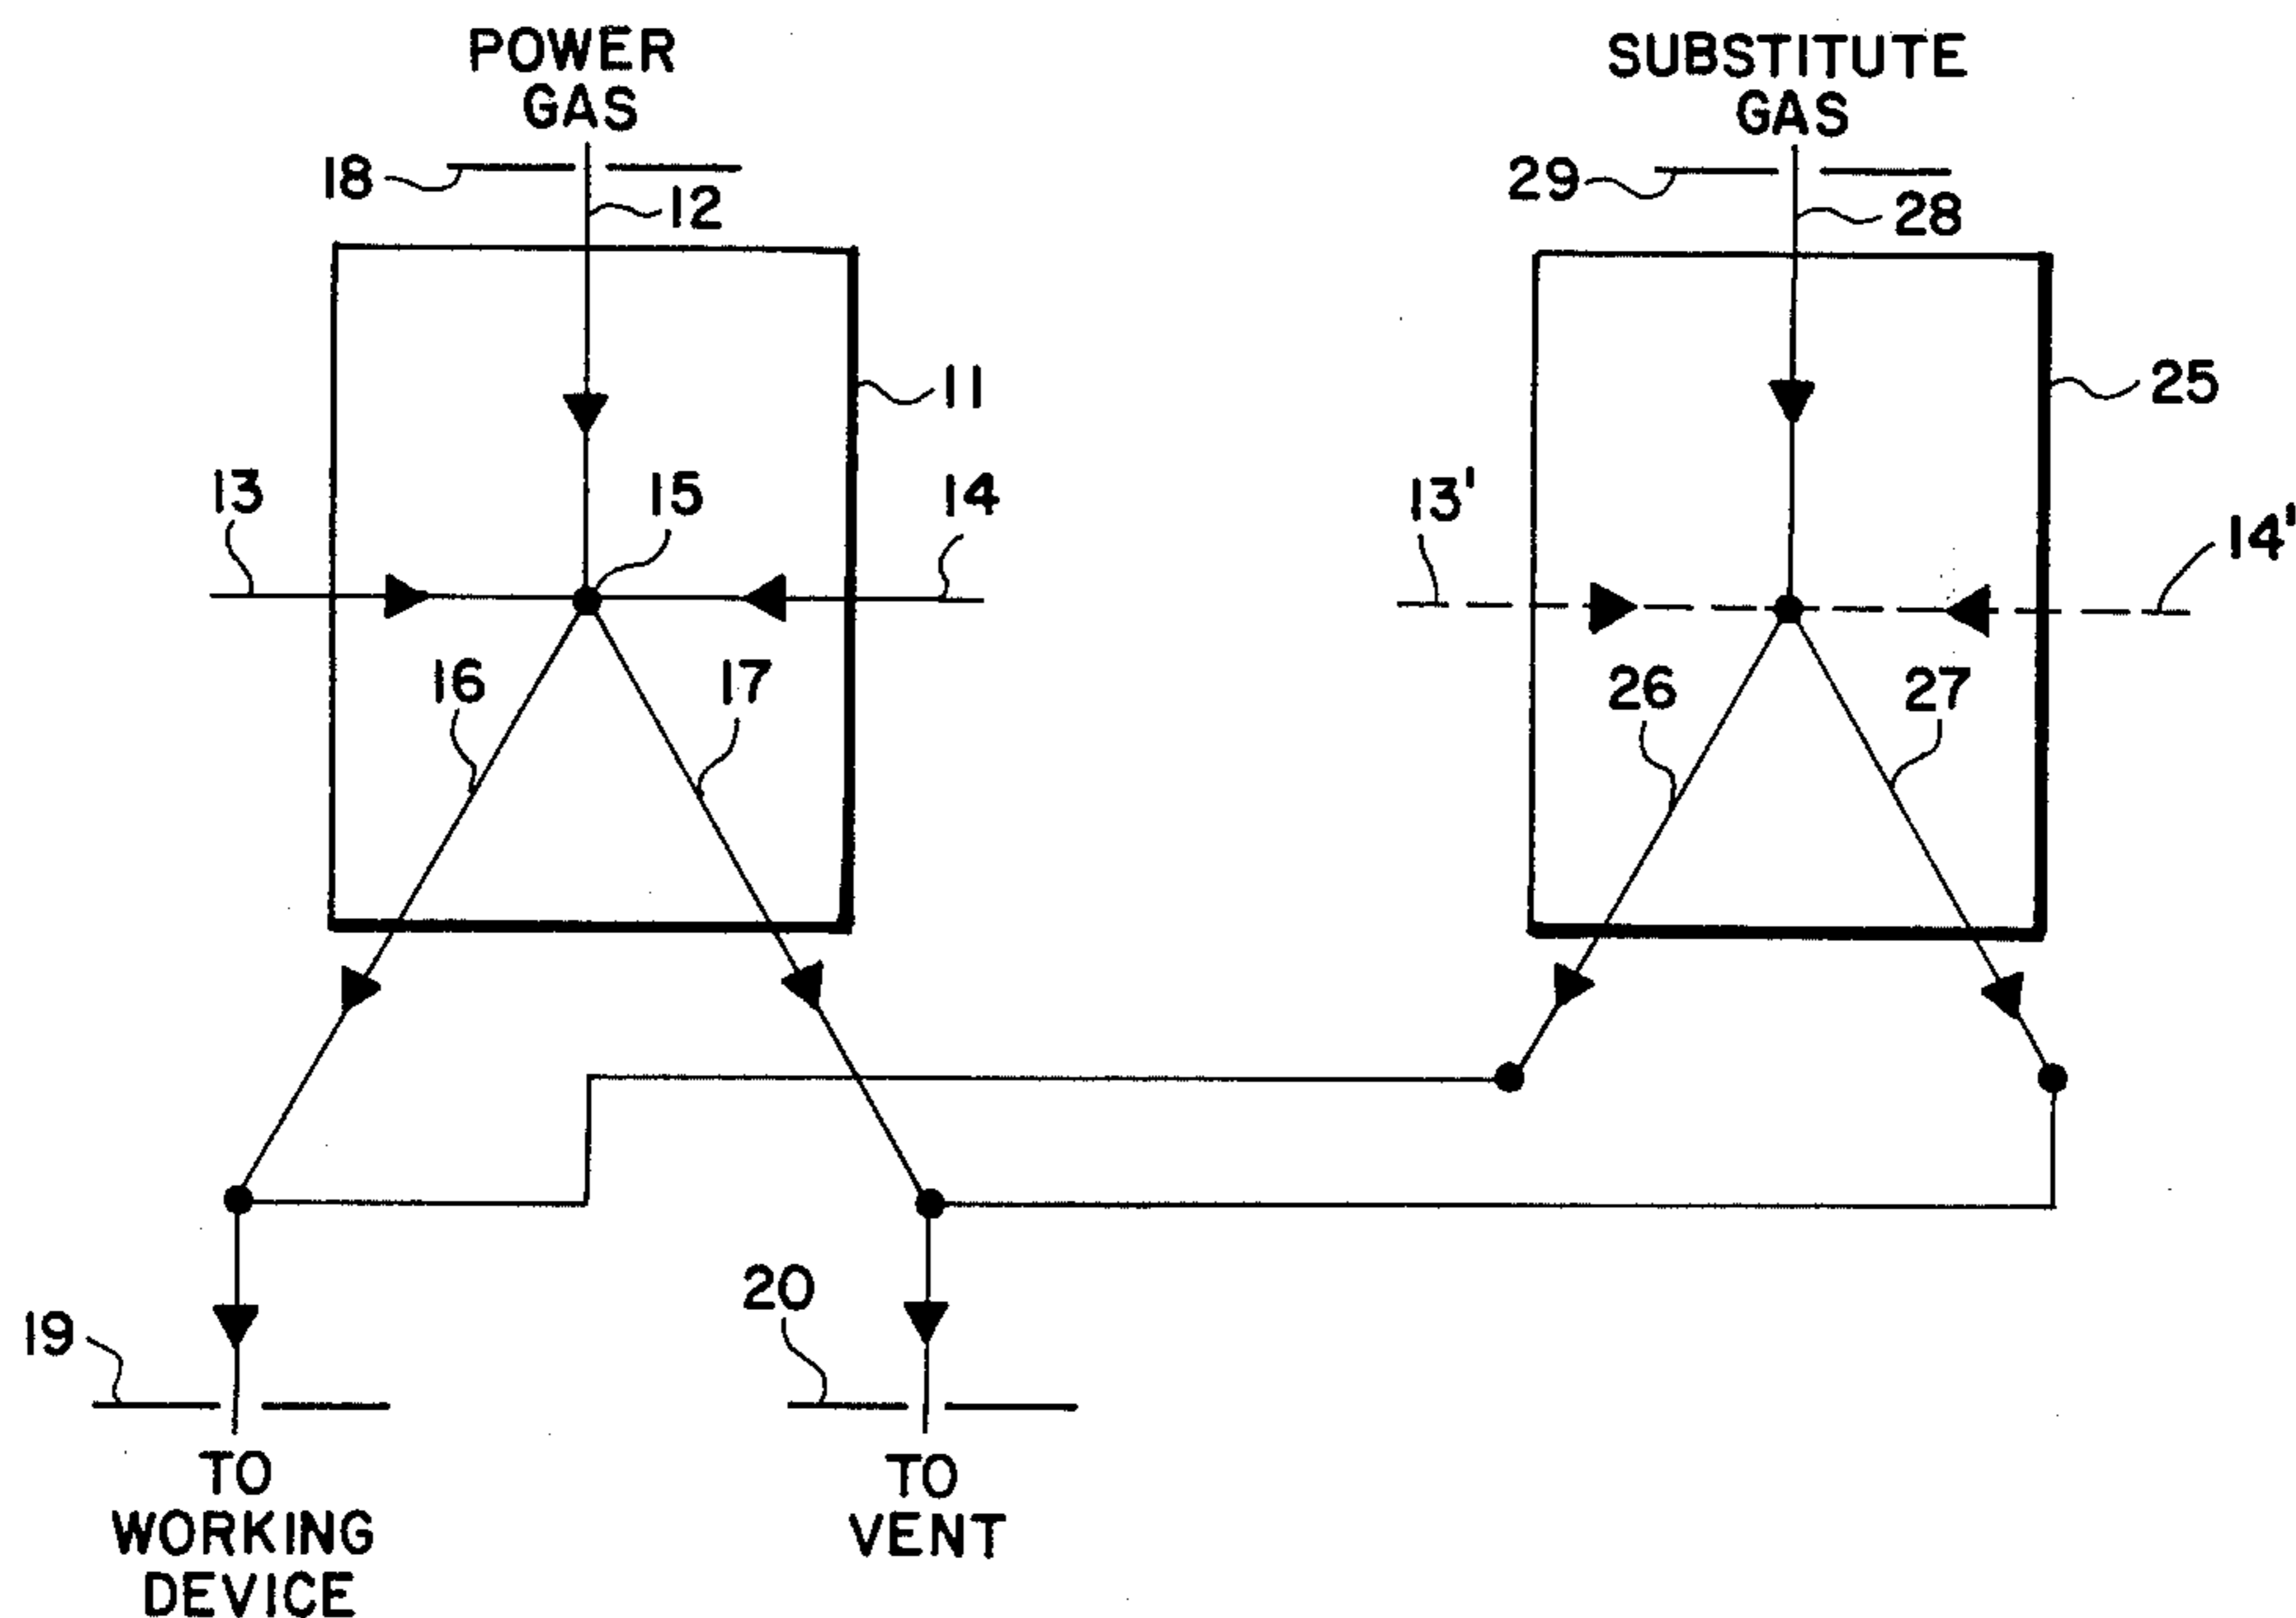 POWER
GAS
SUBSTITUTE
GAS
18
12
29
28
11
25
13
15
14
13'
14'
16
17
26
27
19
20
TO
WORKING
DEVICE
TO
VENT